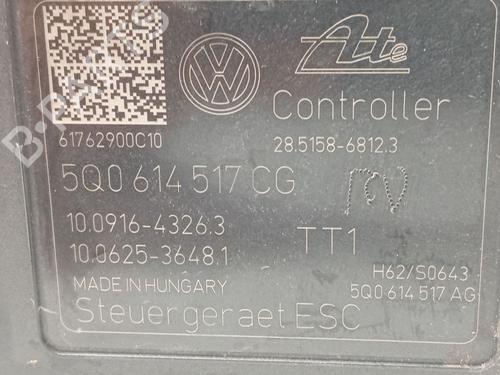 Ate
Controller
61762900C10
28.5158-6812.3
5Q0 614 517 CG
10.0916-4326.3
10.0625-3648.1
TT1
H62/S0643
MADE IN HUNGARY
5Q0 614 517 AG
Steuergeraet ESC
B-PARTS